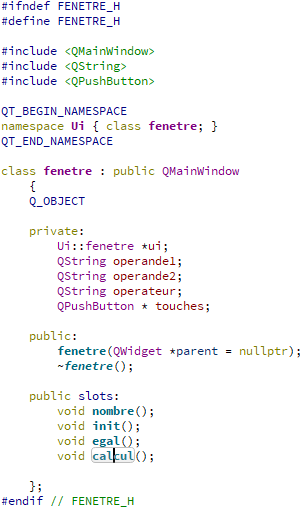 #ifndef FENETRE_H
#define FENETRE_H
#include <QMainWindow>
#include <QString>
#include <QPushButton>
QT_BEGIN_NAMESPACE
namespace Ui { class fenetre; }
QT_END_NAMESPACE
class fenetre : public QMainWindow
{
Q_OBJECT
private:
Ui::fenetre *ui;
QString operande1;
QString operande2;
QString operateur;
QPushButton * touches;
public:
fenetre(QWidget *parent = nullptr);
~fenetre();
public slots:
void nombre();
void init();
void egal();
void calcul();
};
#endif // FENETRE_H